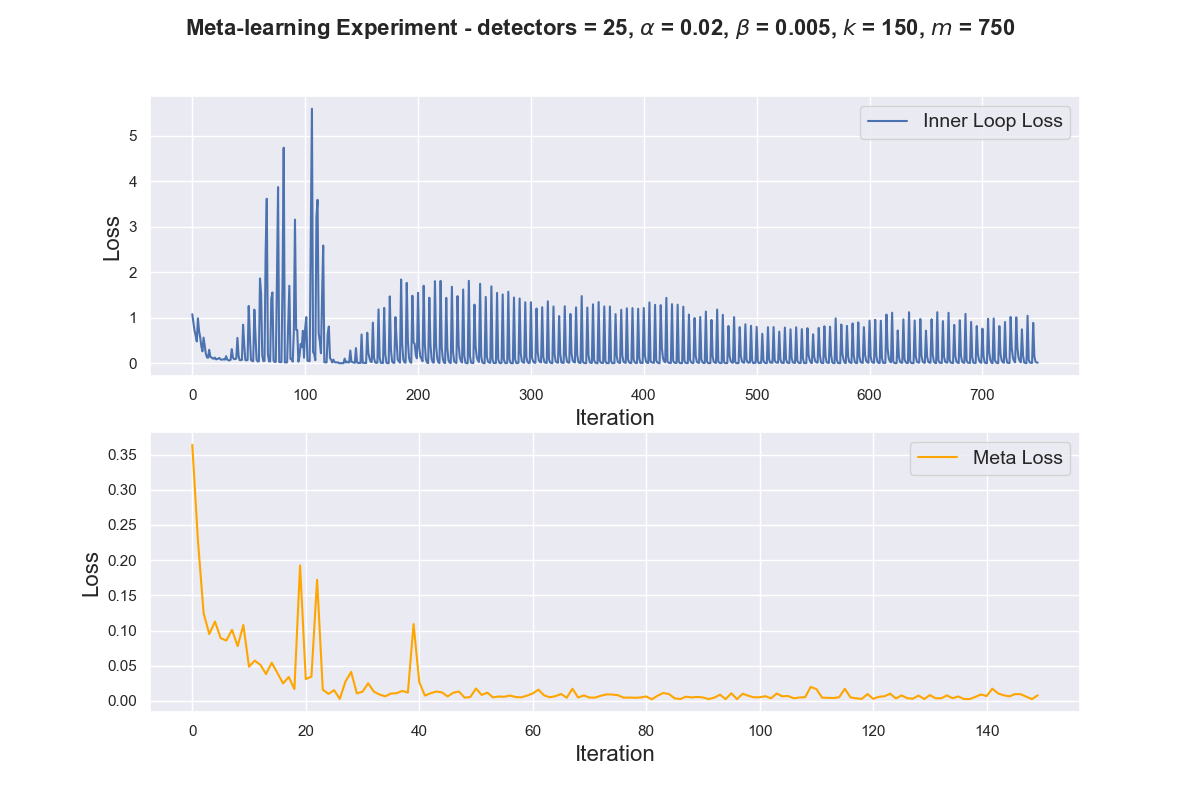 Meta-learning Experiment - detectors = 25, α = 0.02, β = 0.005, k = 150, m = 750
Inner Loop Loss
5
4
3
2
1
0
Loss
0 100 200 300 400 500 600 700
Iteration
Meta Loss
0.35
0.30
0.25
0.20
0.15
0.10
0.05
0.00
Loss
0 20 40 60 80 100 120 140
Iteration